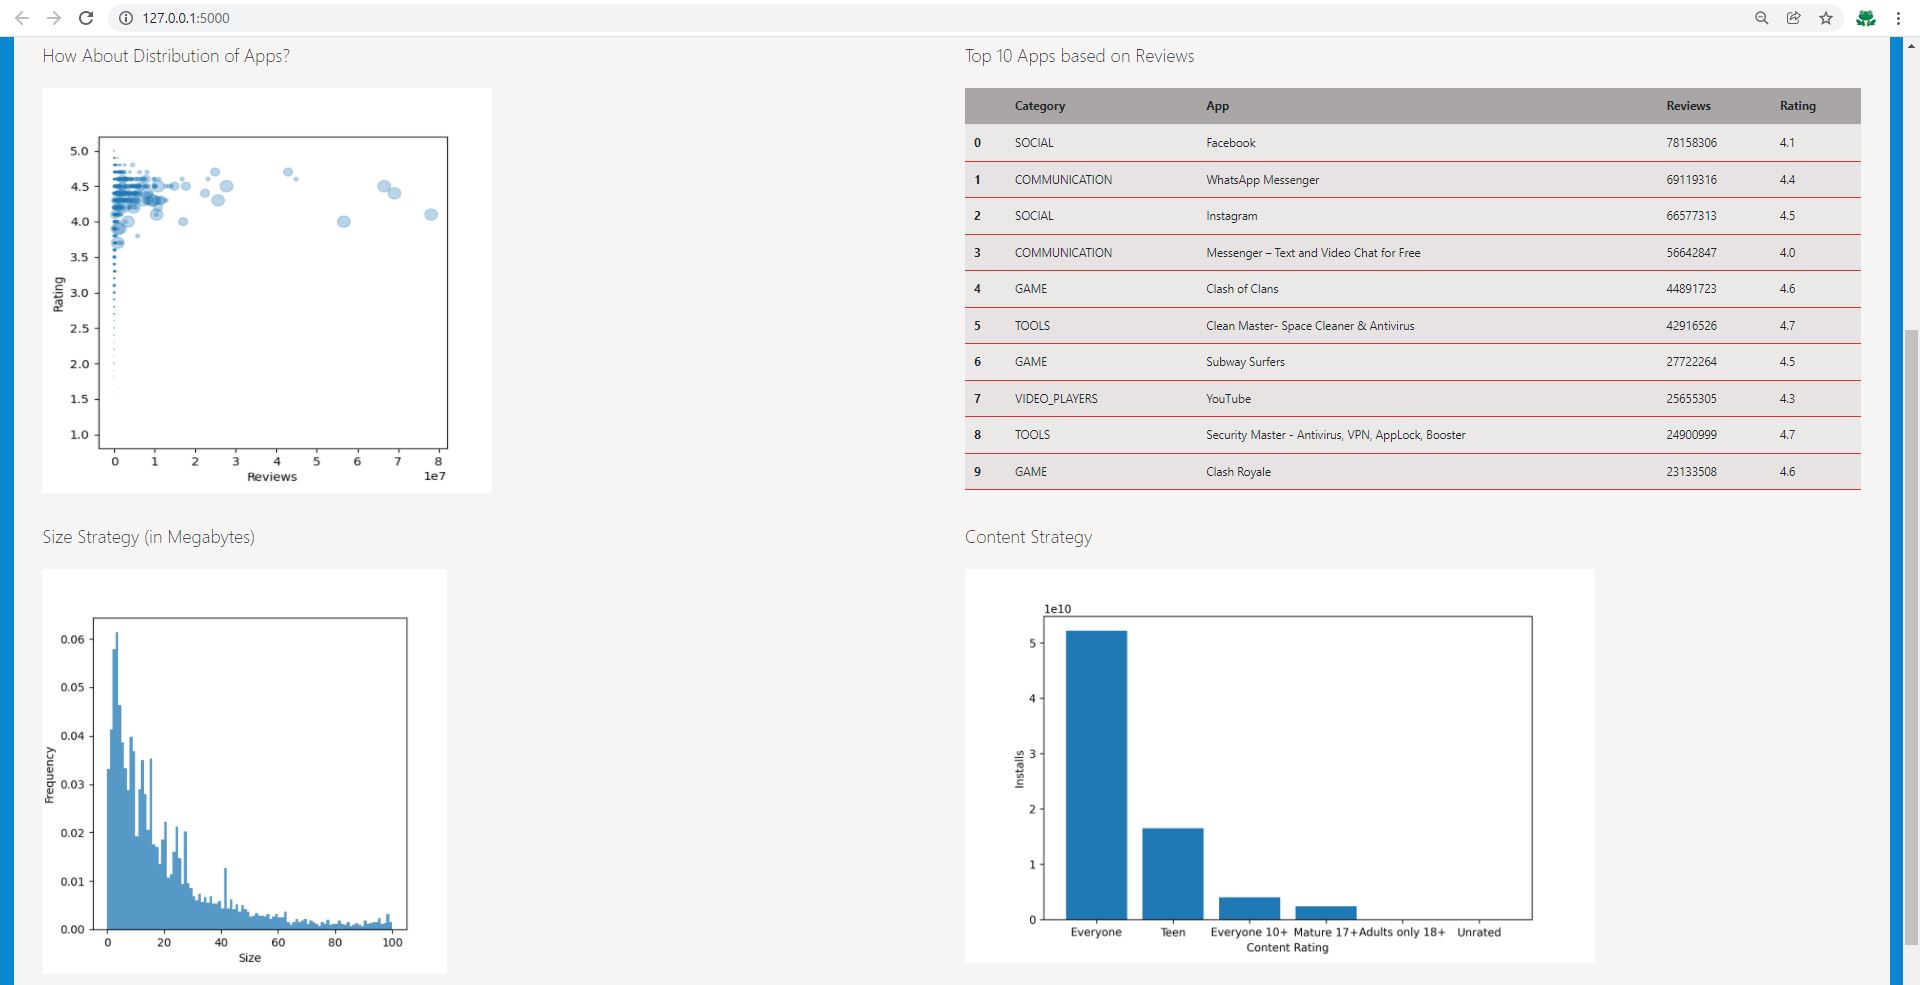 127.0.0.1:5000
How About Distribution of Apps?
5.0
4.5
4.0
3.5
3.0
2.5
2.0
1.5
1.0
Rating
0 1 2 3 4 5 6 7 8
Reviews
1e7
Top 10 Apps based on Reviews
Category App Reviews Rating
0 SOCIAL Facebook 78158306 4.1
1 COMMUNICATION WhatsApp Messenger 69119316 4.4
2 SOCIAL Instagram 66577313 4.5
3 COMMUNICATION Messenger – Text and Video Chat for Free 56642847 4.0
4 GAME Clash of Clans 44891723 4.6
5 TOOLS Clean Master- Space Cleaner & Antivirus 42916526 4.7
6 GAME Subway Surfers 27722264 4.5
7 VIDEO_PLAYERS YouTube 25655305 4.3
8 TOOLS Security Master - Antivirus, VPN, AppLock, Booster 24900999 4.7
9 GAME Clash Royale 23133508 4.6
Size Strategy (in Megabytes)
0.06
0.05
0.04
0.03
0.02
0.01
0.00
Frequency
0 20 40 60 80 100
Size
Content Strategy
1e10
5
4
3
2
1
0
Installs
Everyone Teen Everyone 10+ Mature 17+ Adults only 18+ Unrated
Content Rating